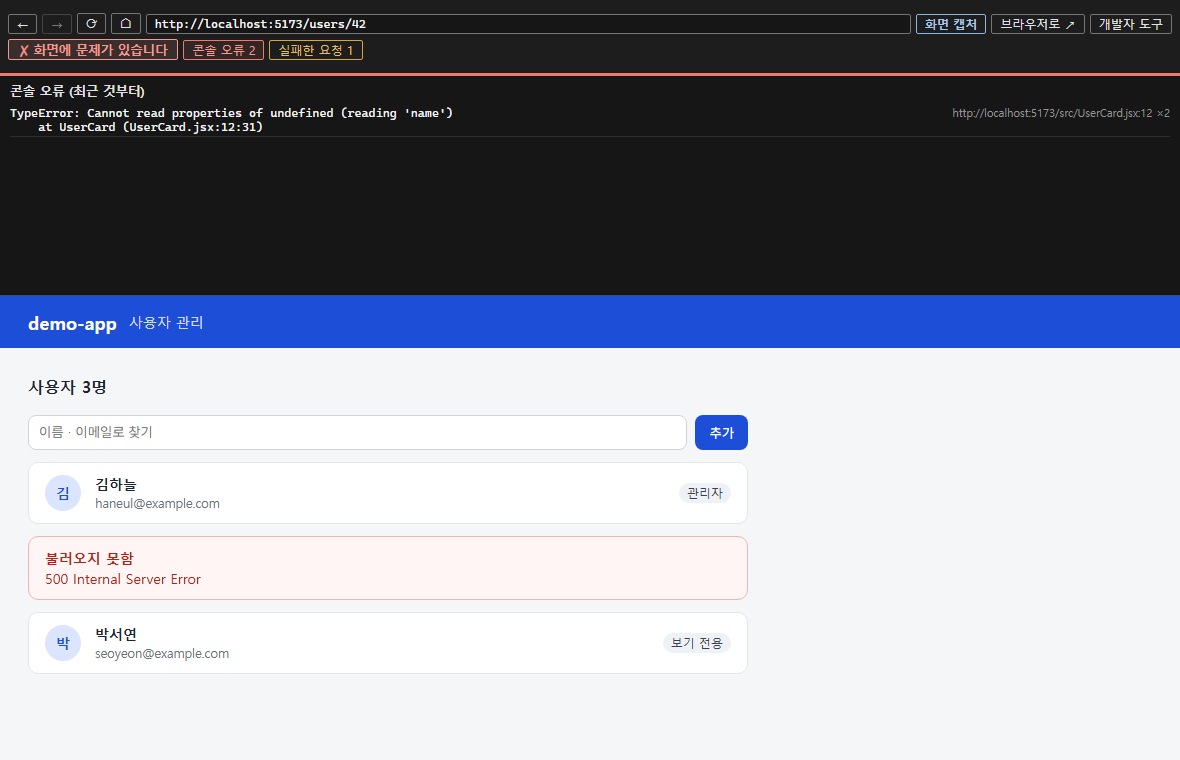 ← → ⟳ ⌂ http://localhost:5173/users/42 화면 캡처 브라우저로 ↗ 개발자 도구
✗ 화면에 문제가 있습니다 콘솔 오류 2 실패한 요청 1
콘솔 오류 (최근 것부터)
TypeError: Cannot read properties of undefined (reading 'name') http://localhost:5173/src/UserCard.jsx:12 ×2
at UserCard (UserCard.jsx:12:31)
demo-app 사용자 관리
사용자 3명
이름 · 이메일로 찾기 추가
김 김하늘 관리자
haneul@example.com
불러오지 못함
500 Internal Server Error
박 박서연 보기 전용
seoyeon@example.com